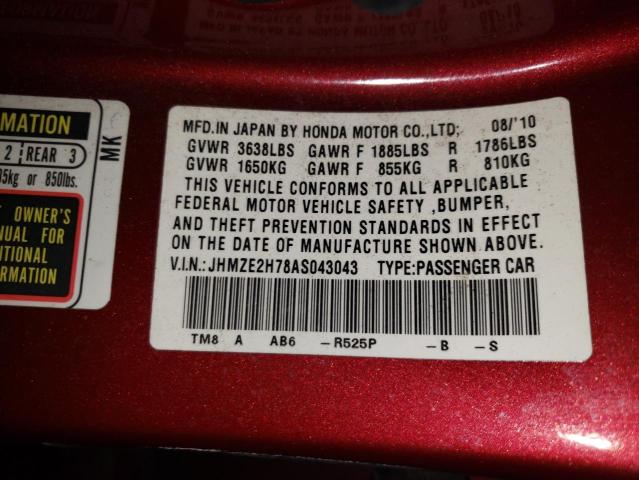 MATION
2 REAR 3
35kg or 850lbs.
OWNER'S
NUAL FOR
ITIONAL
ORMATION
MK
MFD.IN JAPAN BY HONDA MOTOR CO.,LTD; 08/'10
GVWR 3638LBS GAWR F 1885LBS R 1786LBS
GVWR 1650KG GAWR F 855KG R 810KG
THIS VEHICLE CONFORMS TO ALL APPLICABLE
FEDERAL MOTOR VEHICLE SAFETY ,BUMPER,
AND THEFT PREVENTION STANDARDS IN EFFECT
ON THE DATE OF MANUFACTURE SHOWN ABOVE.
V.I.N.:JHMZE2H78AS043043 TYPE:PASSENGER CAR
TM8 A AB6 -R525P -B -S